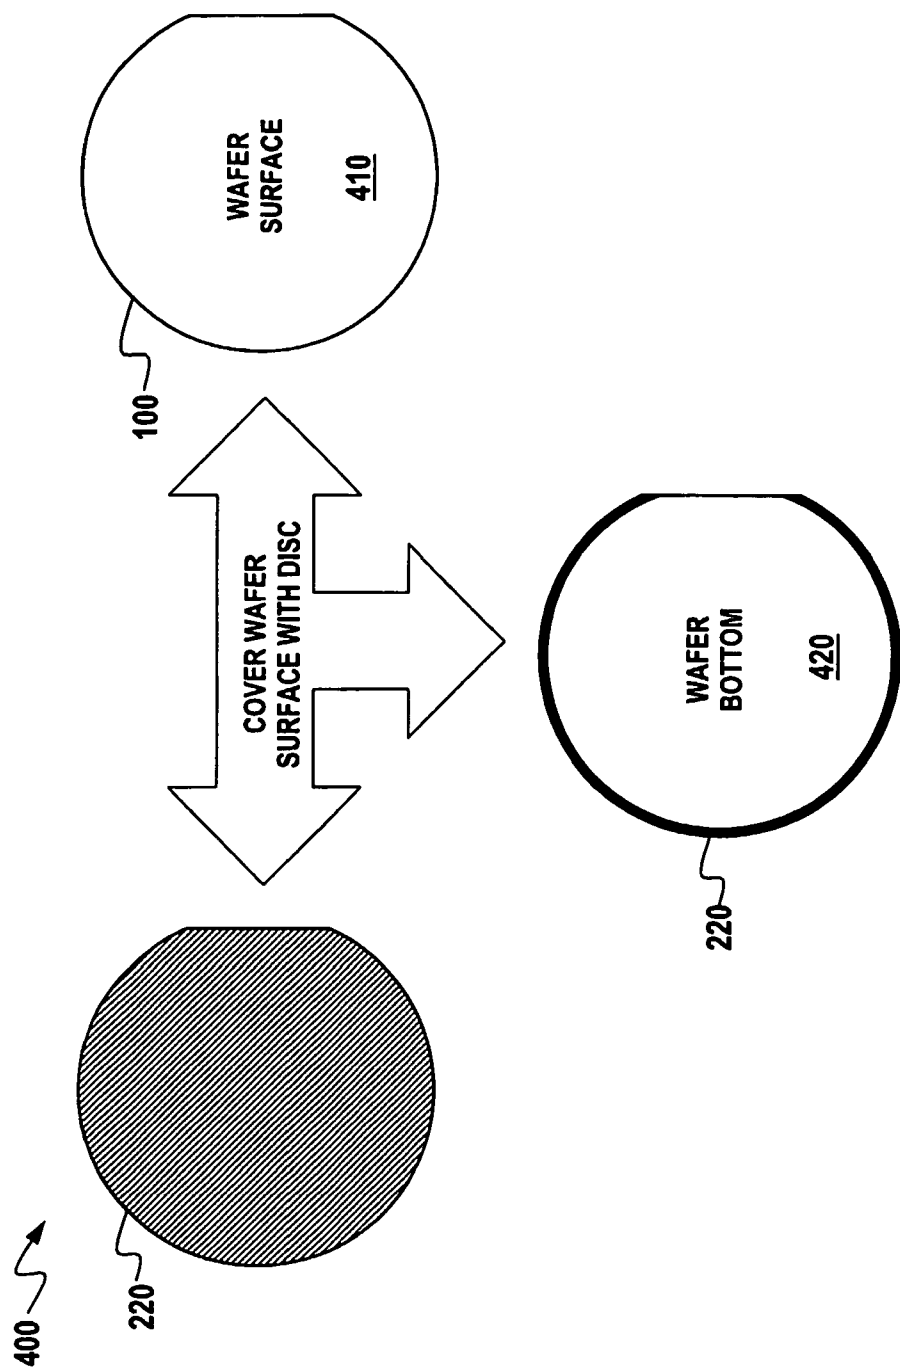 400
220
COVER WAFER
SURFACE WITH DISC
100
WAFER
SURFACE
410
220
WAFER
BOTTOM
420